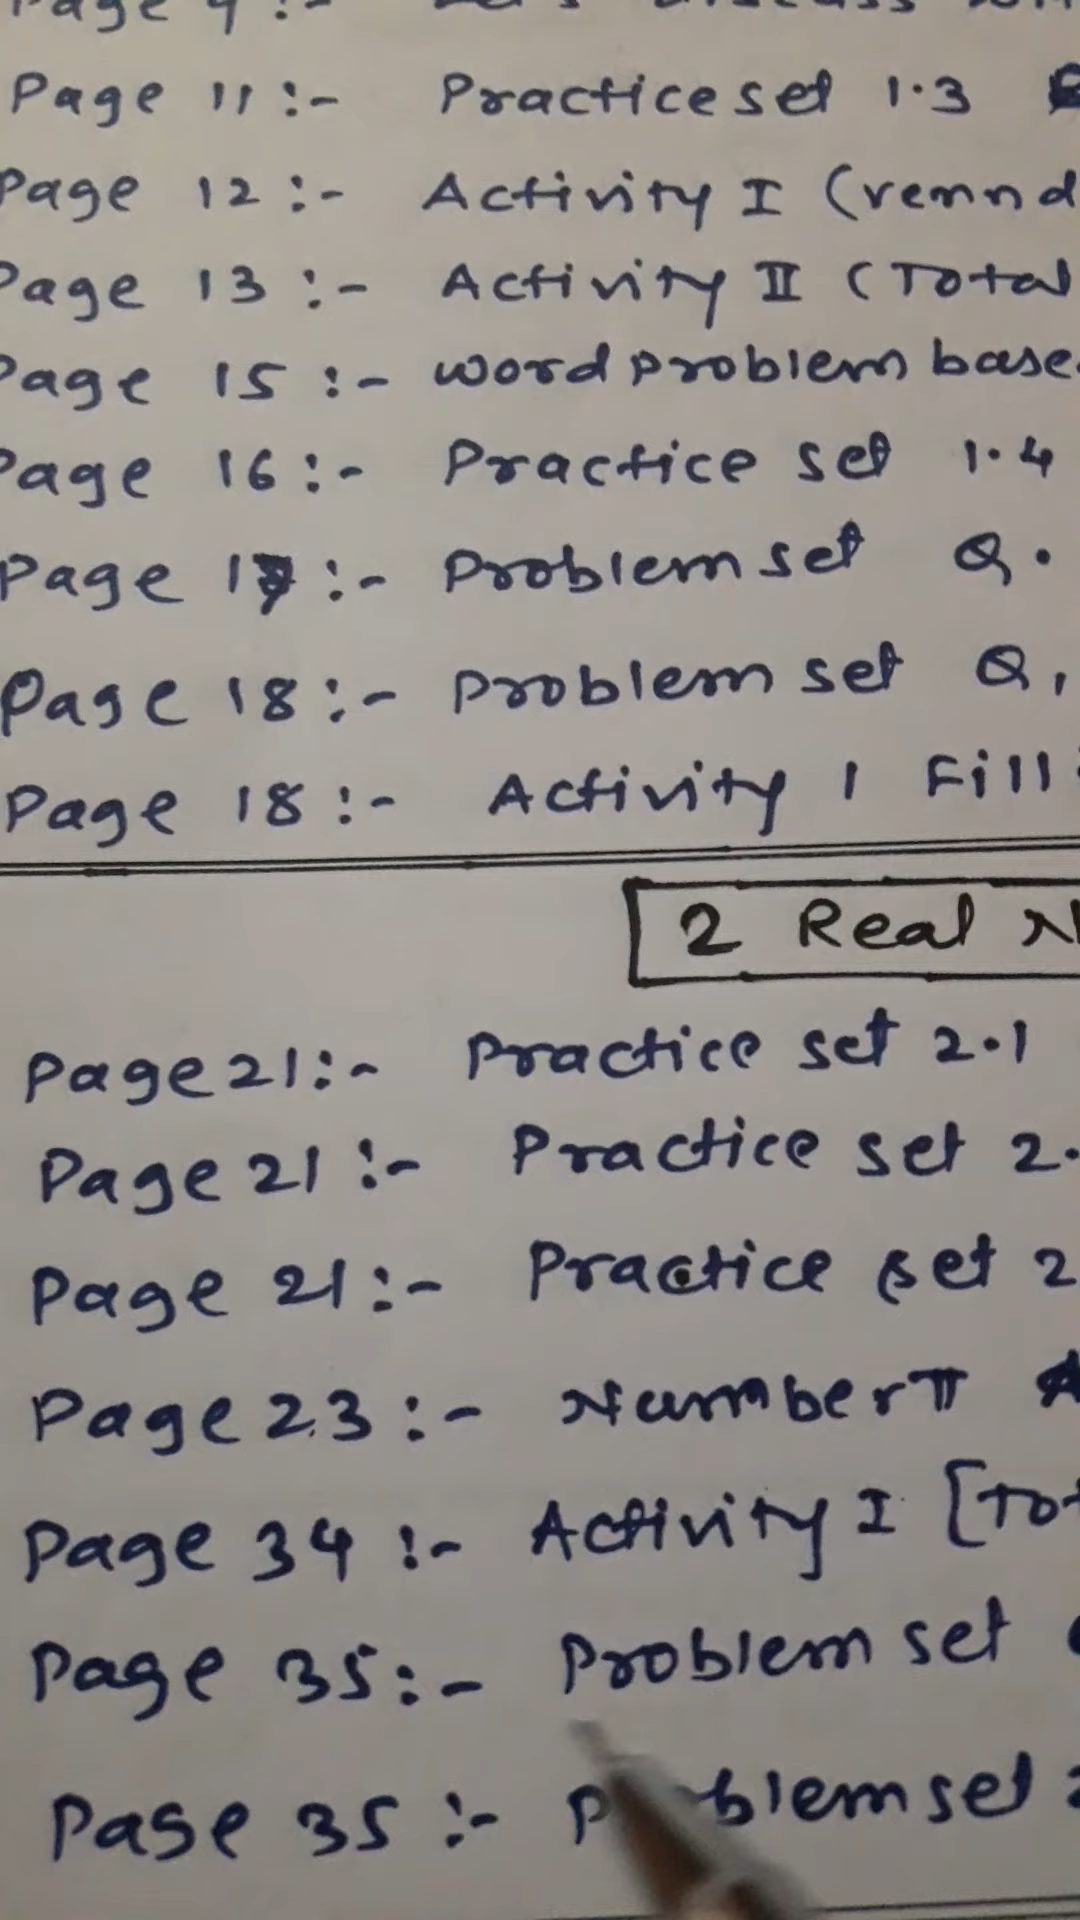 Page 11:- Practice set 1.3
Page 12:- Activity I (
Page 13:- Activity II (Total
Page 15:- word problem base
Page 16:- Practice set 1.4
Page 17:- Problem set Q.
Page 18:- Problem set Q.
Page 18:- Activity 1 Fill
2 Real N
Page 21:- Practice set 2.1
Page 21:- Practice set 2.
Page 21:- Practice set 2
Page 23:- Number π
Page 34:- Activity I [Tot
Page 35:- Problem set
Page 35:- set